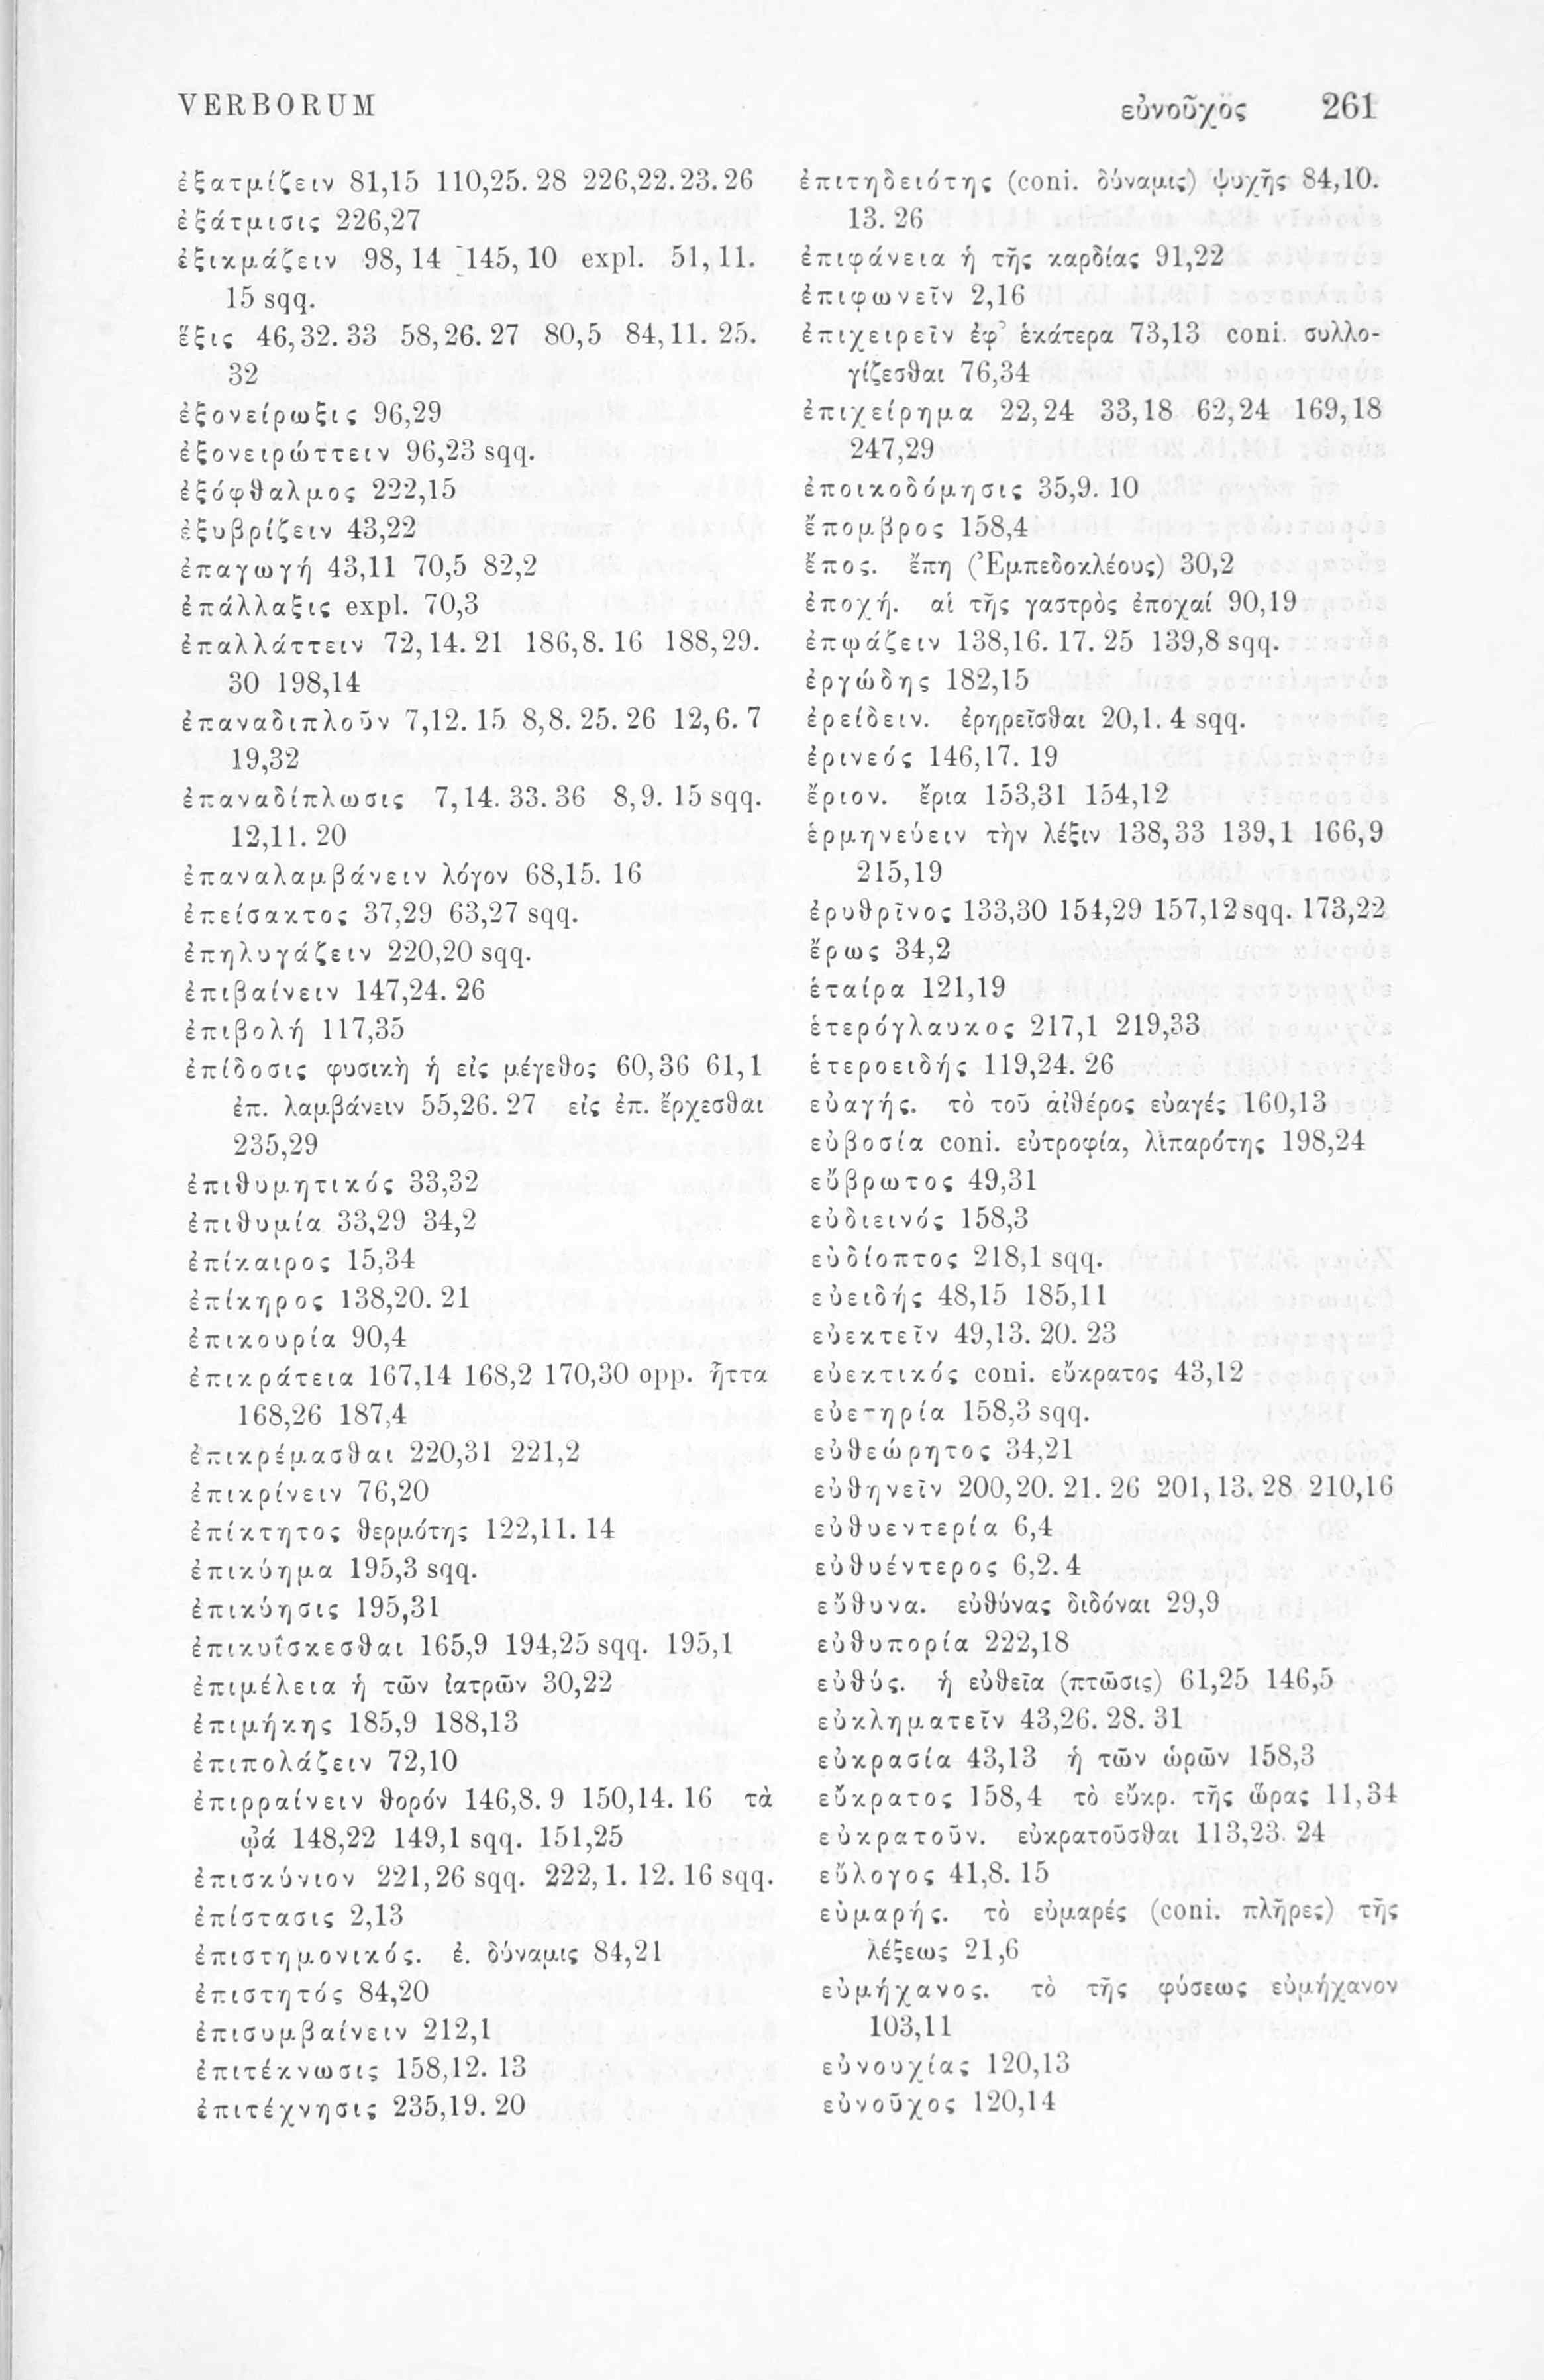 VERBORUM εὐνοῦχος 261
ἐξατμίζειν 81,15 110,25. 28 226,22. 23. 26
ἐξάτμισις 226,27
ἐξικμάζειν 98,14 145,10 expl. 51,11.
15 sqq.
ἕξις 46,32. 33 58,26. 27 80,5 84,11. 25.
32
ἐξονείρωξις 96,29
ἐξονειρώττειν 96,23 sqq.
ἐξόφθαλμος 222,15
ἐξυβρίζειν 43,22
ἐπαγωγή 43,11 70,5 82,2
ἐπάλλαξις expl. 70,3
ἐπαλλάττειν 72,14. 21 186,8. 16 188,29.
30 198,14
ἐπαναδιπλοῦν 7,12. 15 8,8. 25. 26 12,6. 7
19,32
ἐπαναδίπλωσις 7,14. 33. 36 8,9. 15 sqq.
12,11. 20
ἐπαναλαμβάνειν λόγον 68,15. 16
ἐπείσακτος 37,29 63,27 sqq.
ἐπηλυγάζειν 220,20 sqq.
ἐπιβαίνειν 147,24. 26
ἐπιβολή 117,35
ἐπίδοσις φυσικὴ ἡ εἰς μέγεθος 60,36 61,1
ἐπ. λαμβάνειν 55,26. 27 εἰς ἐπ. ἔρχεσθαι
235,29
ἐπιθυμητικός 33,32
ἐπιθυμία 33,29 34,2
ἐπίκαιρος 15,34
ἐπίκηρος 138,20. 21
ἐπικουρία 90,4
ἐπικράτεια 167,14 168,2 170,30 opp. ἧττα
168,26 187,4
ἐπικρέμασθαι 220,31 221,2
ἐπικρίνειν 76,20
ἐπίκτητος θερμότης 122,11. 14
ἐπικύημα 195,3 sqq.
ἐπικύησις 195,31
ἐπικυΐσκεσθαι 165,9 194,25 sqq. 195,1
ἐπιμέλεια ἡ τῶν ἰατρῶν 30,22
ἐπιμήκης 185,9 188,13
ἐπιπολάζειν 72,10
ἐπιρραίνειν θορόν 146,8. 9 150,14. 16 τὰ
ᾠά 148,22 149,1 sqq. 151,25
ἐπισκύνιον 221,26 sqq. 222,1. 12. 16 sqq.
ἐπίστασις 2,13
ἐπιστημονικός. ἐ. δύναμις 84,21
ἐπιστητός 84,20
ἐπισυμβαίνειν 212,1
ἐπιτέκνωσις 158,12. 13
ἐπιτέχνησις 235,19. 20
ἐπιτηδειότης (coni. δύναμις) ψυχῆς 84,10.
13. 26
ἐπιφάνεια ἡ τῆς καρδίας 91,22
ἐπιφωνεῖν 2,16
ἐπιχειρεῖν ἐφ’ ἑκάτερα 73,13 coni. συλλο-
γίζεσθαι 76,34
ἐπιχείρημα 22,24 33,18 62,24 169,18
247,29
ἐποικοδόμησις 35,9. 10
ἔπομβρος 158,4
ἔπος. ἔπη (Ἐμπεδοκλέους) 30,2
ἐποχή. αἱ τῆς γαστρὸς ἐποχαί 90,19
ἐπῳάζειν 138,16. 17. 25 139,8 sqq.
ἐργώδης 182,15
ἐρείδειν. ἐρηρεῖσθαι 20,1. 4 sqq.
ἐρινεός 146,17. 19
ἔριον. ἔρια 153,31 154,12
ἑρμηνεύειν τὴν λέξιν 138,33 139,1 166,9
215,19
ἐρυθρῖνος 133,30 154,29 157,12 sqq. 173,22
ἔρως 34,2
ἑταίρα 121,19
ἑτερόγλαυκος 217,1 219,33
ἑτεροειδής 119,24. 26
εὐαγής. τὸ τοῦ αἰθέρος εὐαγές 160,13
εὐβοσία coni. εὐτροφία, λιπαρότης 198,24
εὔβρωτος 49,31
εὐδιεινός 158,3
εὐδίοπτος 218,1 sqq.
εὐειδής 48,15 185,11
εὐεκτεῖν 49,13. 20. 23
εὐεκτικός coni. εὔκρατος 43,12
εὐετηρία 158,3 sqq.
εὐθεώρητος 34,21
εὐθηνεῖν 200,20. 21. 26 201,13. 28 210,16
εὐθυεντερία 6,4
εὐθυέντερος 6,2. 4
εὔθυνα. εὐθύνας διδόναι 29,9
εὐθυπορία 222,18
εὐθύς. ἡ εὐθεῖα (πτῶσις) 61,25 146,5
εὐκληματεῖν 43,26. 28. 31
εὐκρασία 43,13 ἡ τῶν ὡρῶν 158,3
εὔκρατος 158,4 τὸ εὔκρ. τῆς ὥρας 11,34
εὐκρατοῦν. εὐκρατοῦσθαι 113,23. 24
εὔλογος 41,8. 15
εὐμαρής. τὸ εὐμαρές (coni. πλῆρες) τῆς
λέξεως 21,6
εὐμήχανος. τὸ τῆς φύσεως εὐμήχανον
103,11
εὐνουχίας 120,13
εὐνοῦχος 120,14